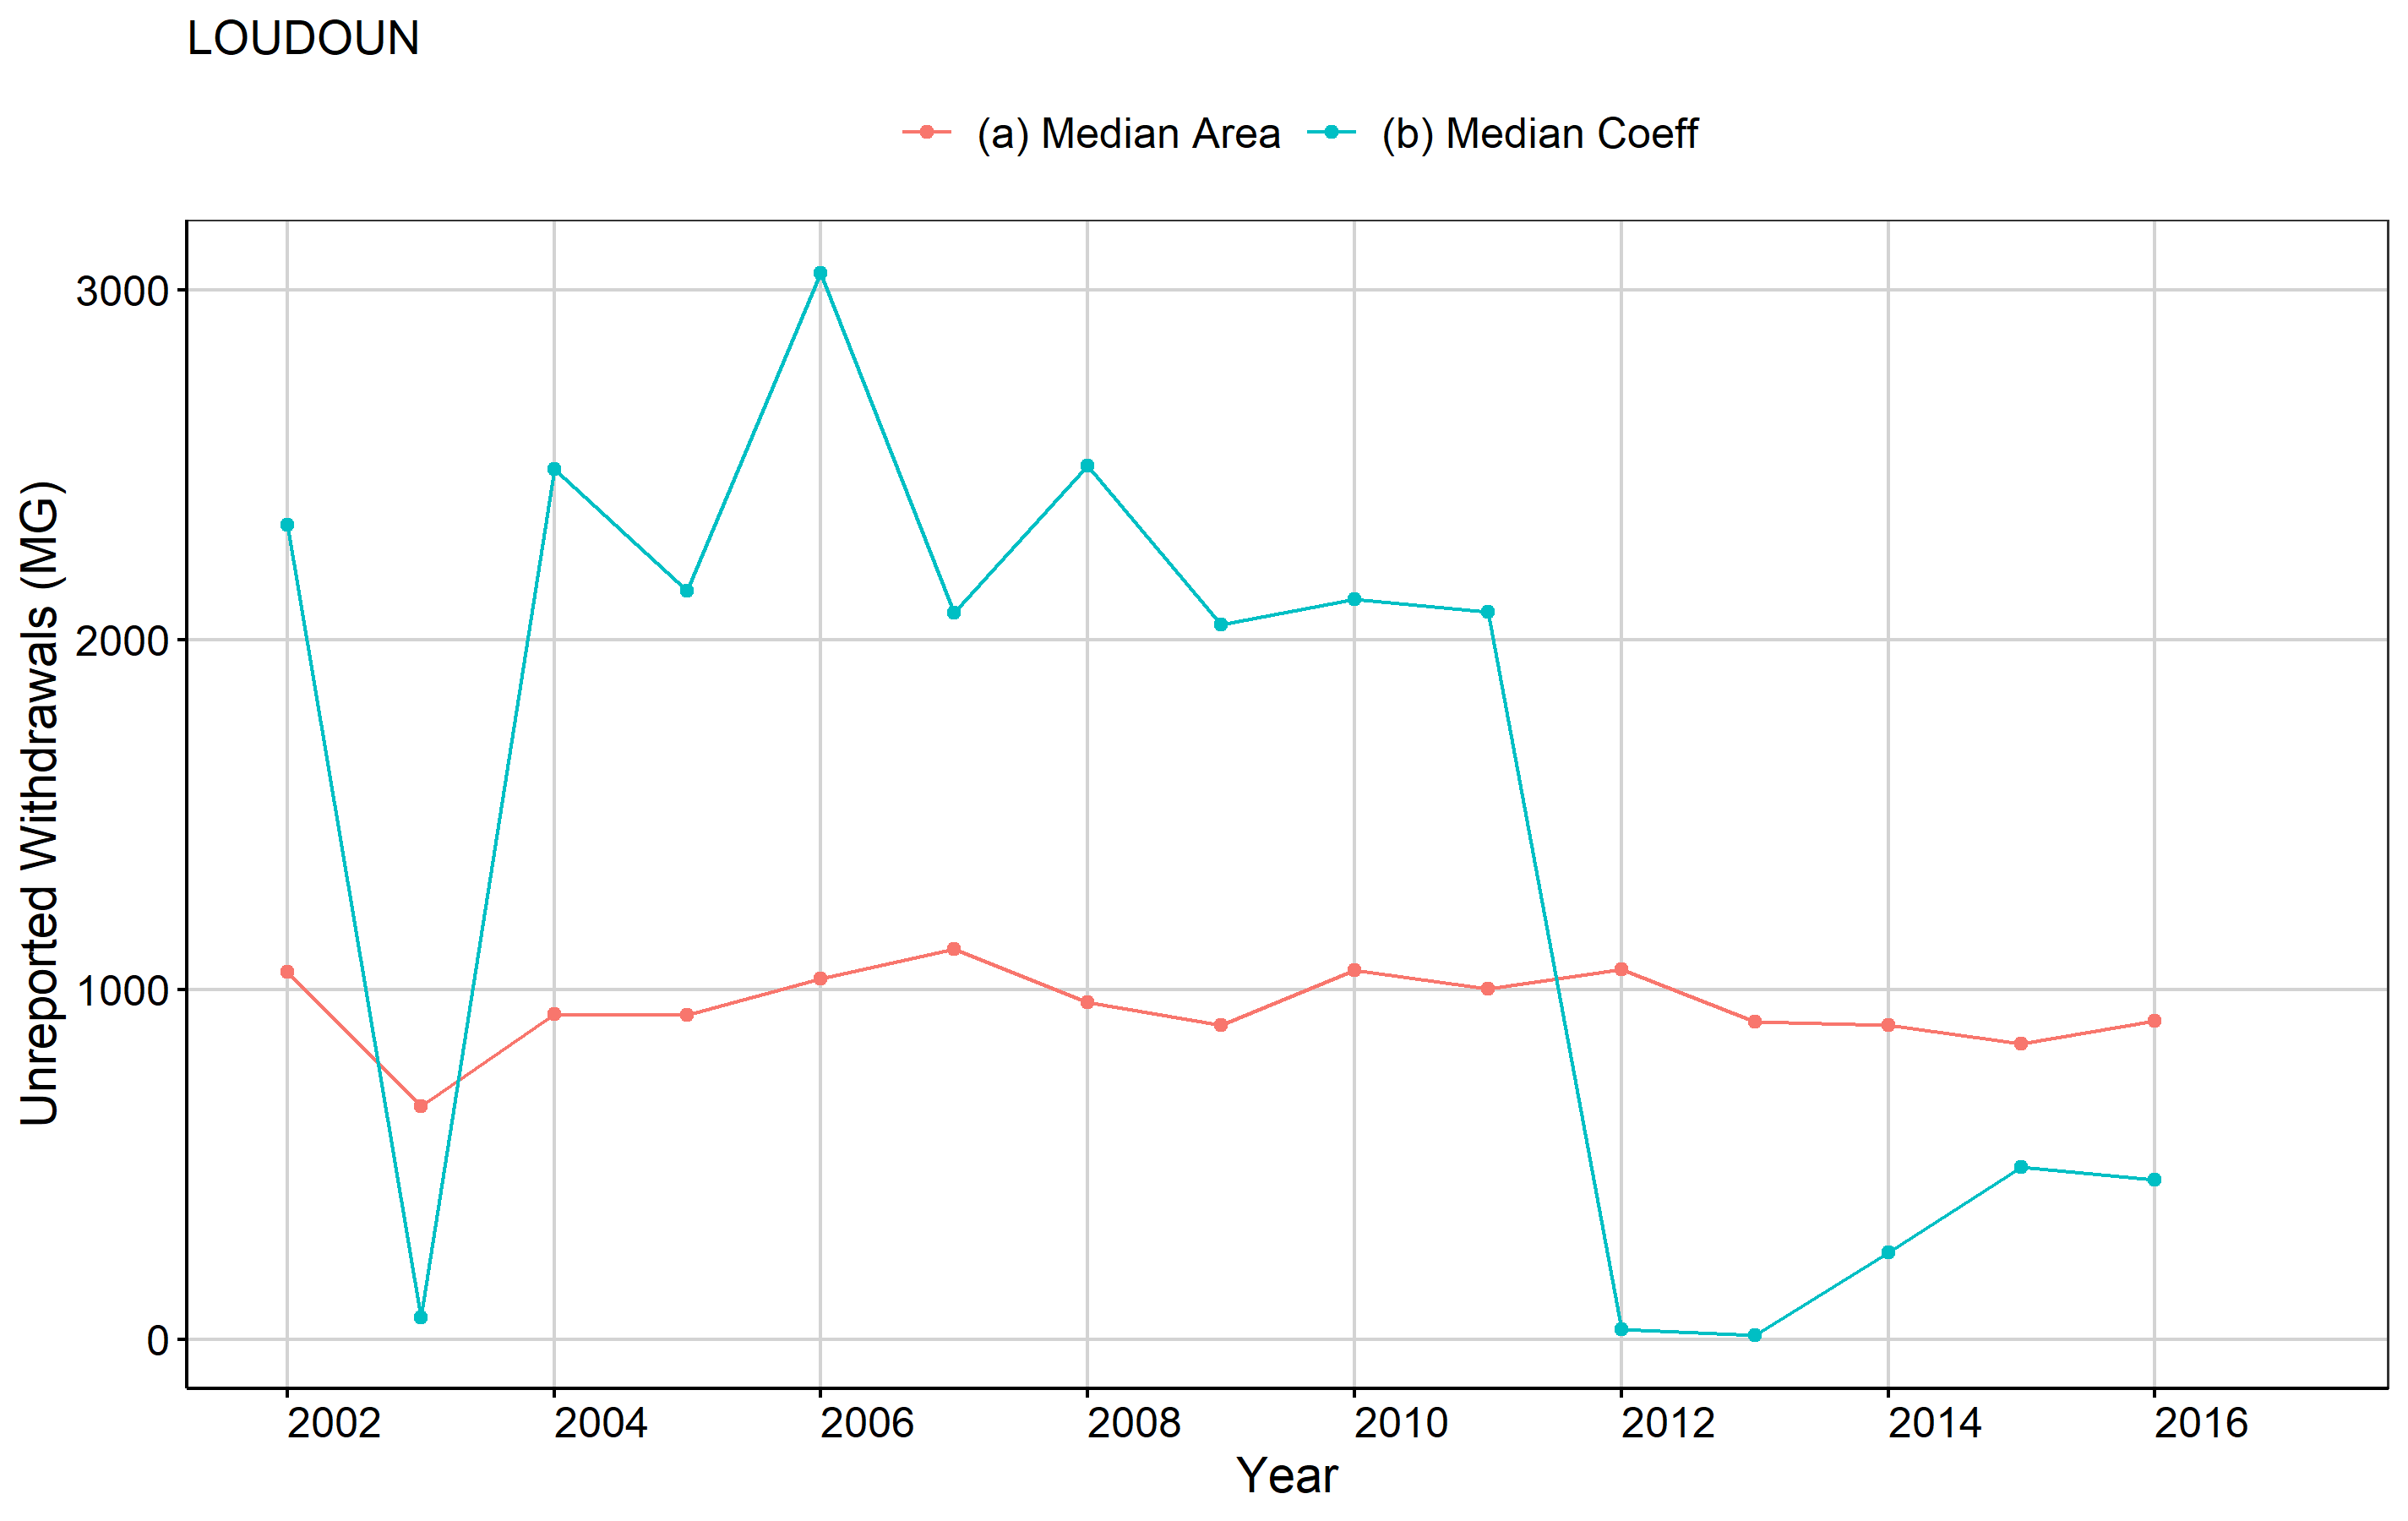 LOUDOUN
(a) Median Area (b) Median Coeff
Unreported Withdrawals (MG)
3000
2000
1000
0
2002 2004 2006 2008 2010 2012 2014 2016
Year